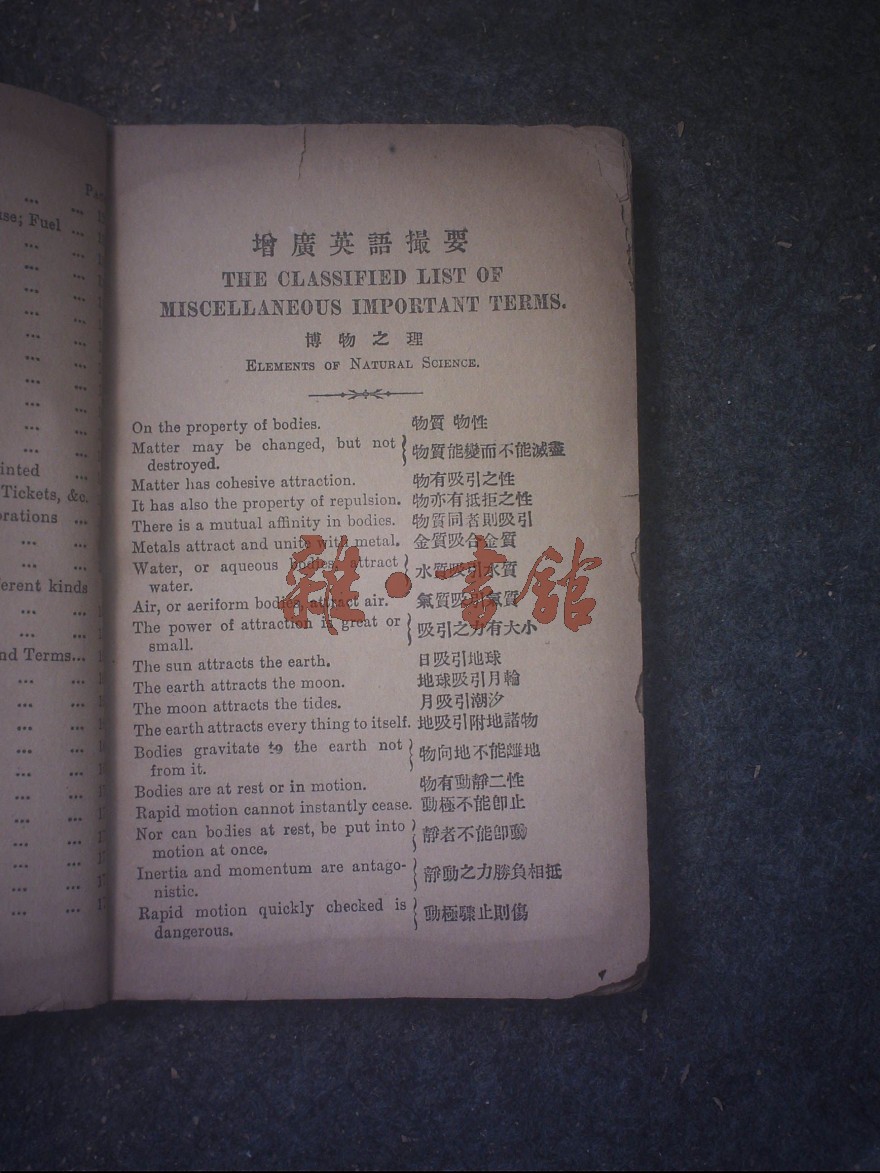 Fuel ...
Tickets, &c.
erent kinds
nd Terms...
增廣英語撮要
THE CLASSIFIED LIST OF
MISCELLANEOUS IMPORTANT TERMS.
博物之理
ELEMENTS OF NATURAL SCIENCE.
On the property of bodies. 物質 物性
Matter may be changed, but not 物質能變而不能滅盡
destroyed.
Matter has cohesive attraction. 物有吸引之性
It has also the property of repulsion. 物亦有抵拒之性
There is a mutual affinity in bodies. 物質同者則吸引
Metals attract and unite with metal. 金質吸合金質
Water, or aqueous bodies, attract 水質吸引水質
water.
Air, or aeriform bodies, attract air. 氣質吸引氣質
The power of attraction is great or 吸引之力有大小
small.
The sun attracts the earth. 日吸引地球
The earth attracts the moon. 地球吸引月輪
The moon attracts the tides. 月吸引潮汐
The earth attracts every thing to itself. 地吸引附地諸物
Bodies gravitate to the earth not 物向地不能離地
from it.
Bodies are at rest or in motion. 物有動靜二性
Rapid motion cannot instantly cease. 動極不能卽止
Nor can bodies at rest, be put into 靜者不能卽動
motion at once.
Inertia and momentum are antago- 靜動之力勝負相抵
nistic.
Rapid motion quickly checked is 動極驟止則傷
dangerous.
雜·書館